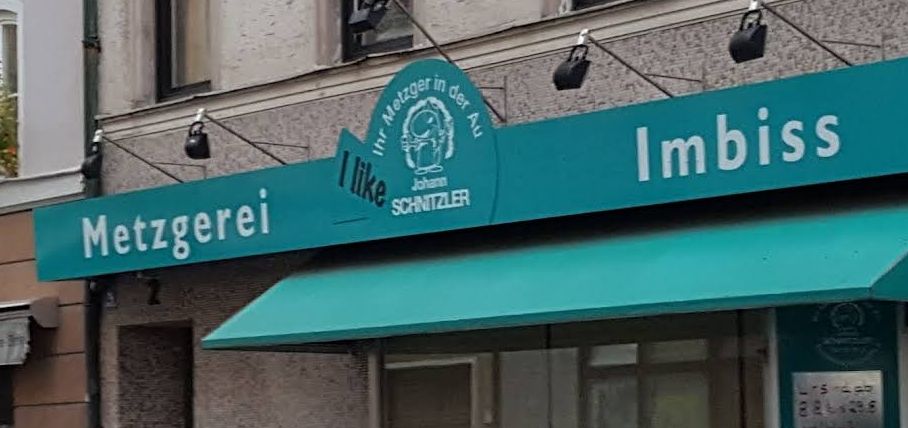 Metzgerei
I like
Ihr Metzger in der Au
Johann
SCHNITZLER
Imbiss